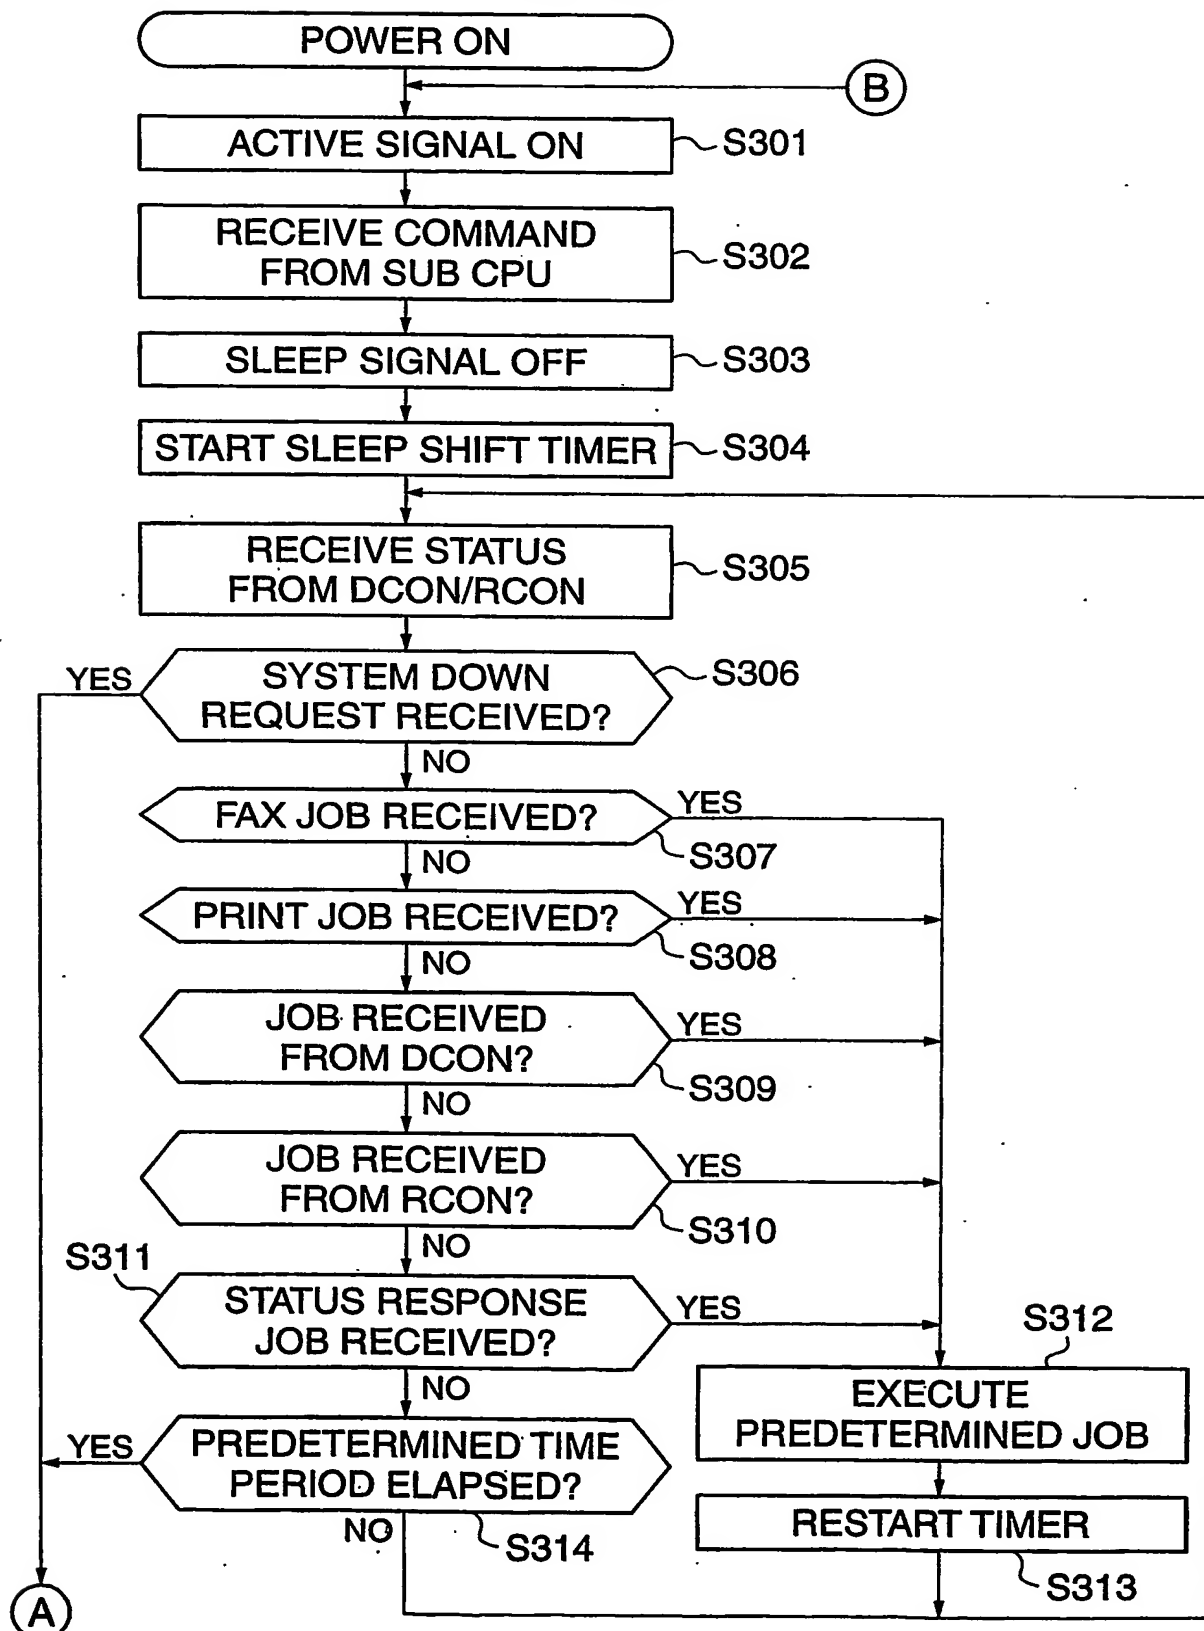 POWER ON
B
ACTIVE SIGNAL ON
S301
RECEIVE COMMAND
FROM SUB CPU
S302
SLEEP SIGNAL OFF
S303
START SLEEP SHIFT TIMER
S304
RECEIVE STATUS
FROM DCON/RCON
S305
YES
SYSTEM DOWN
REQUEST RECEIVED?
S306
NO
FAX JOB RECEIVED?
YES
S307
NO
PRINT JOB RECEIVED?
YES
S308
NO
JOB RECEIVED
FROM DCON?
YES
S309
NO
JOB RECEIVED
FROM RCON?
YES
S310
NO
S311
STATUS RESPONSE
JOB RECEIVED?
YES
NO
S312
EXECUTE
PREDETERMINED JOB
YES
PREDETERMINED TIME
PERIOD ELAPSED?
S314
NO
RESTART TIMER
S313
A